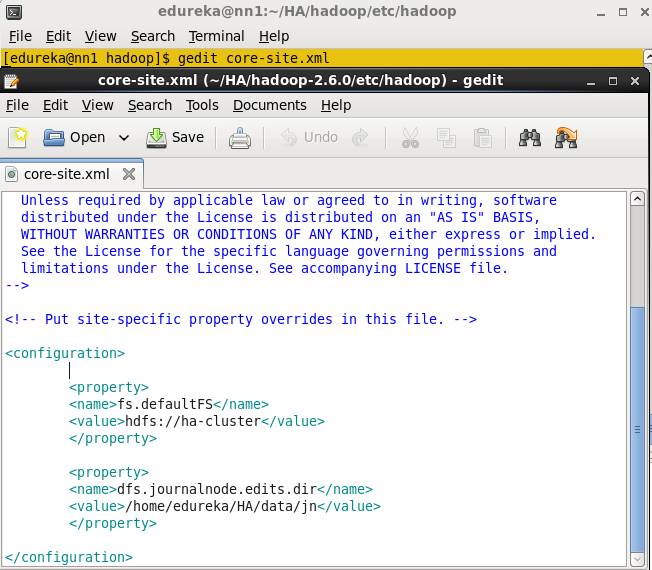 edureka@nn1:~/HA/hadoop/etc/hadoop
File Edit View Search Terminal Help
[edureka@nn1 hadoop]$ gedit core-site.xml
core-site.xml (~/HA/hadoop-2.6.0/etc/hadoop) - gedit
File Edit View Search Tools Documents Help
Open Save Undo
core-site.xml
Unless required by applicable law or agreed to in writing, software
distributed under the License is distributed on an "AS IS" BASIS,
WITHOUT WARRANTIES OR CONDITIONS OF ANY KIND, either express or implied.
See the License for the specific language governing permissions and
limitations under the License. See accompanying LICENSE file.
-->
<!-- Put site-specific property overrides in this file. -->
<configuration>
<property>
<name>fs.defaultFS</name>
<value>hdfs://ha-cluster</value>
</property>
<property>
<name>dfs.journalnode.edits.dir</name>
<value>/home/edureka/HA/data/jn</value>
</property>
</configuration>